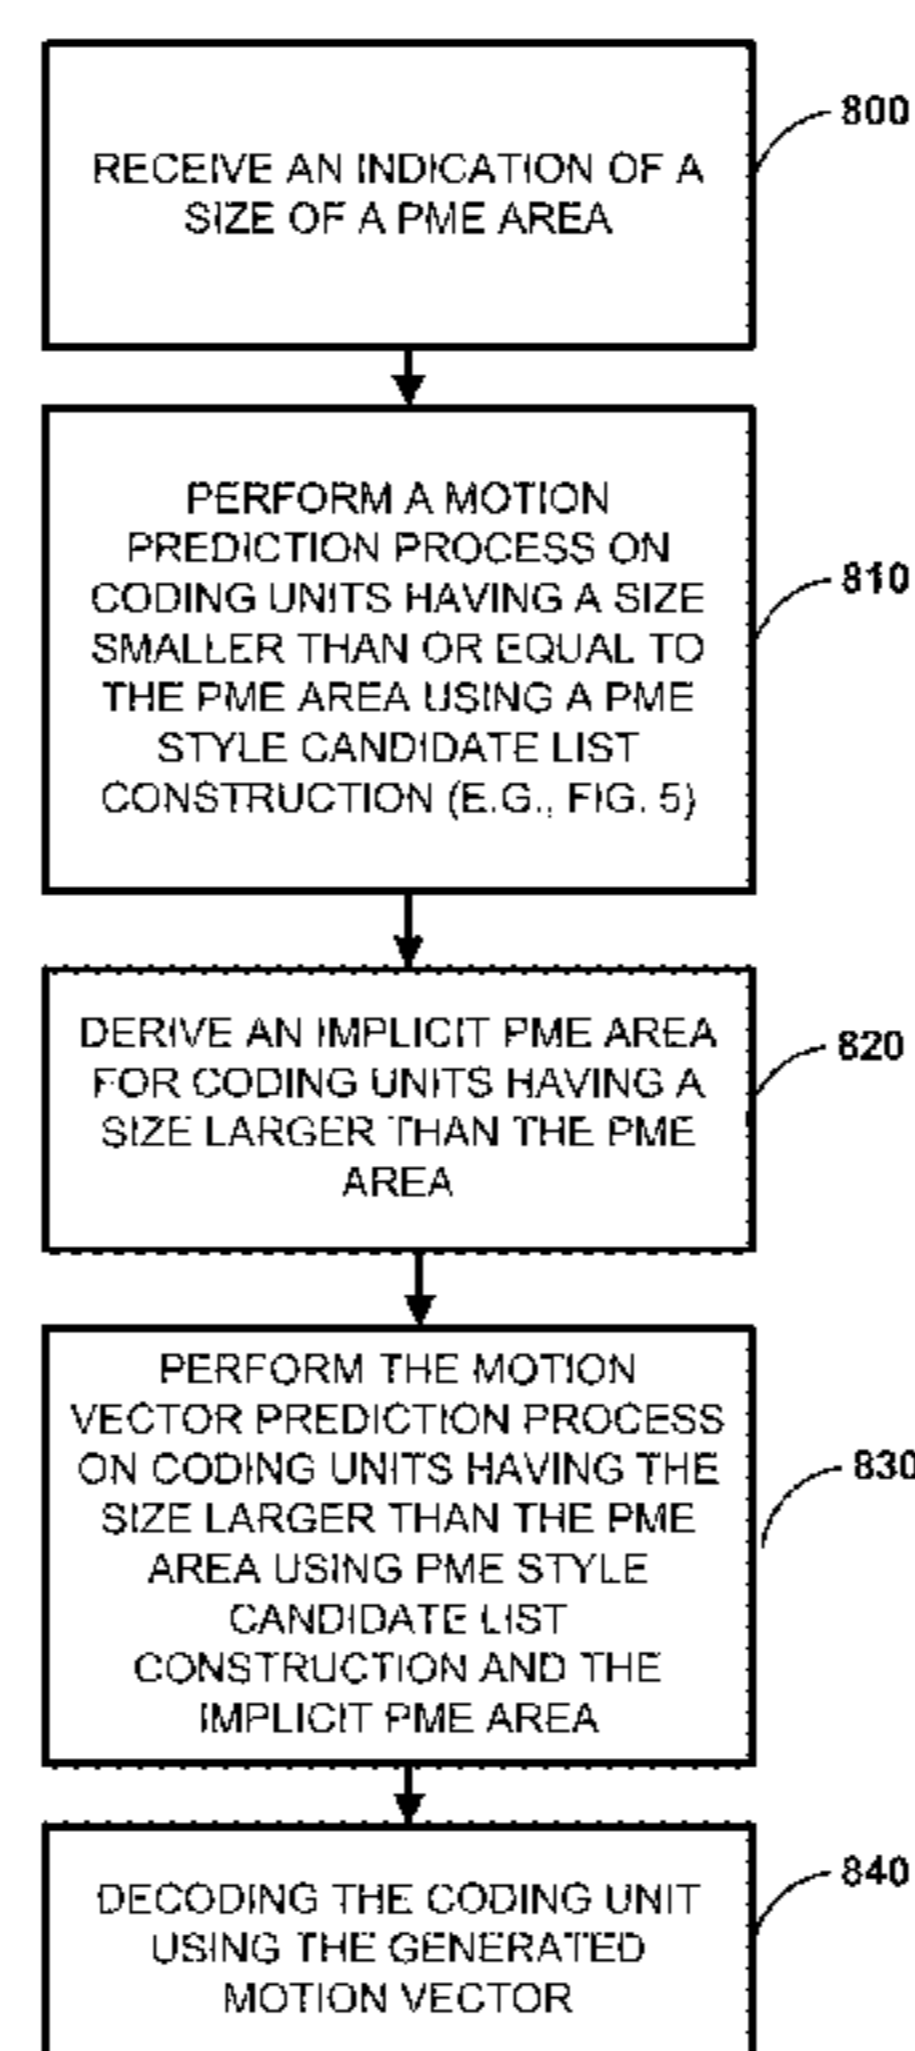 RECEIVE AN INDICATION OF A
SIZE OF A PME AREA
800
PERFORM A MOTION
PREDICTION PROCESS ON
CODING UNITS HAVING A SIZE
SMALLER THAN OR EQUAL TO
THE PME AREA USING A PME
STYLE CANDIDATE LIST
CONSTRUCTION (E.G., FIG. 5)
810
DERIVE AN IMPLICIT PME AREA
FOR CODING UNITS HAVING A
SIZE LARGER THAN THE PME
AREA
820
PERFORM THE MOTION
VECTOR PREDICTION PROCESS
ON CODING UNITS HAVING THE
SIZE LARGER THAN THE PME
AREA USING PME STYLE
CANDIDATE LIST
CONSTRUCTION AND THE
IMPLICIT PME AREA
830
DECODING THE CODING UNIT
USING THE GENERATED
MOTION VECTOR
840